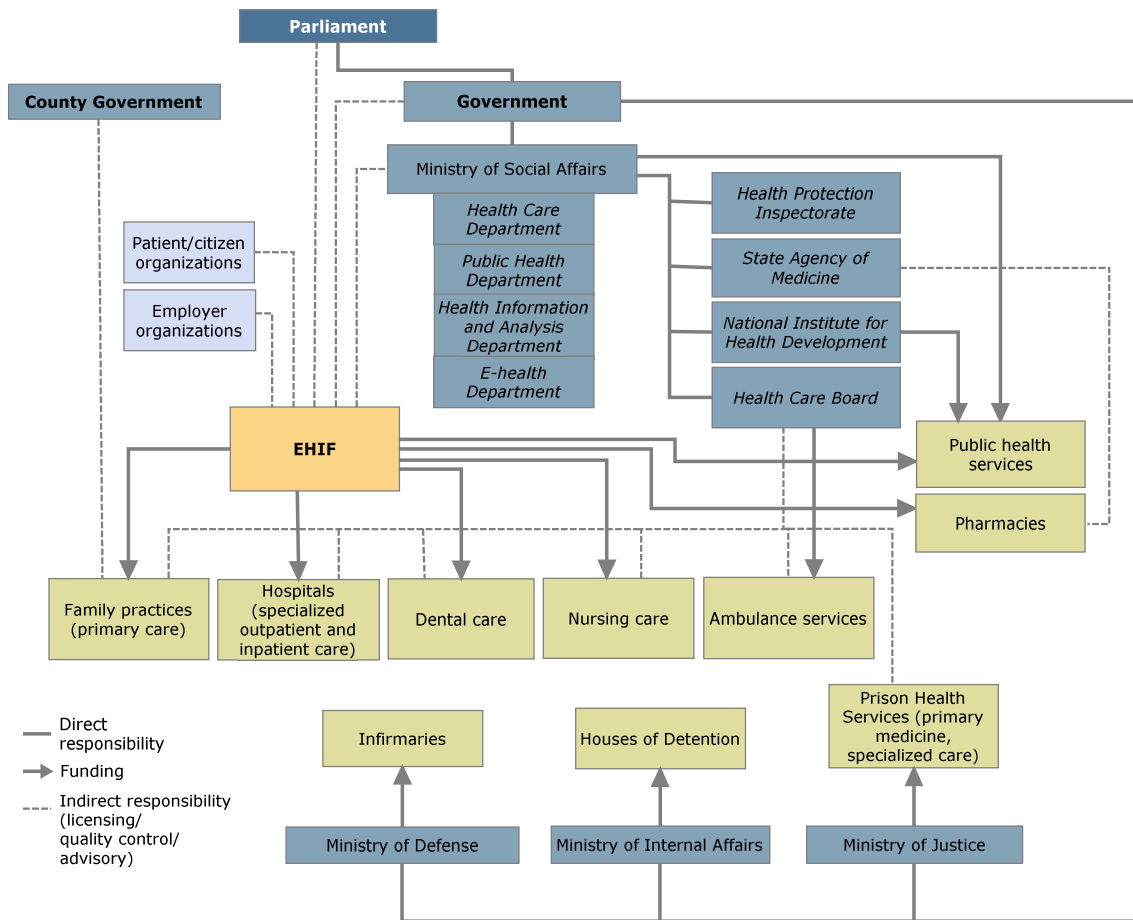 Parliament
County Government
Government
Ministry of Social Affairs
Health Care
Department
Public Health
Department
Health Information
and Analysis
Department
E-health
Department
Health Protection
Inspectorate
State Agency of
Medicine
National Institute for
Health Development
Health Care Board
Patient/citizen
organizations
Employer
organizations
EHIF
Public health
services
Pharmacies
Family practices
(primary care)
Hospitals
(specialized
outpatient and
inpatient care)
Dental care
Nursing care
Ambulance services
Prison Health
Services (primary
medicine,
specialized care)
Infirmaries
Houses of Detention
Direct
responsibility
Funding
Indirect responsibility
(licensing/
quality control/
advisory)
Ministry of Defense
Ministry of Internal Affairs
Ministry of Justice